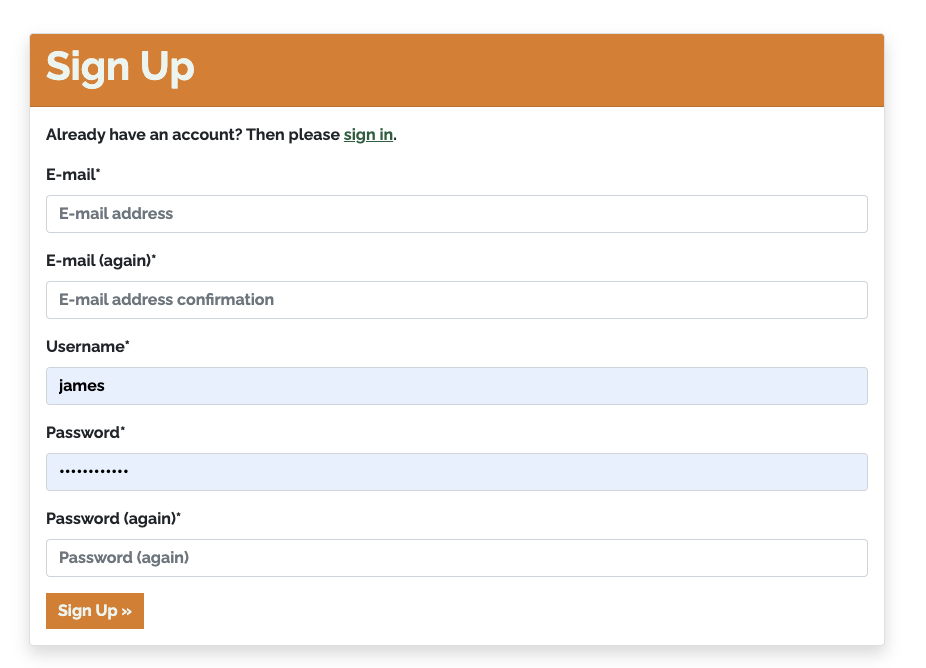 Sign Up
Already have an account? Then please sign in.
E-mail*
E-mail address
E-mail (again)*
E-mail address confirmation
Username*
james
Password*
••••••••••••
Password (again)*
Password (again)
Sign Up »